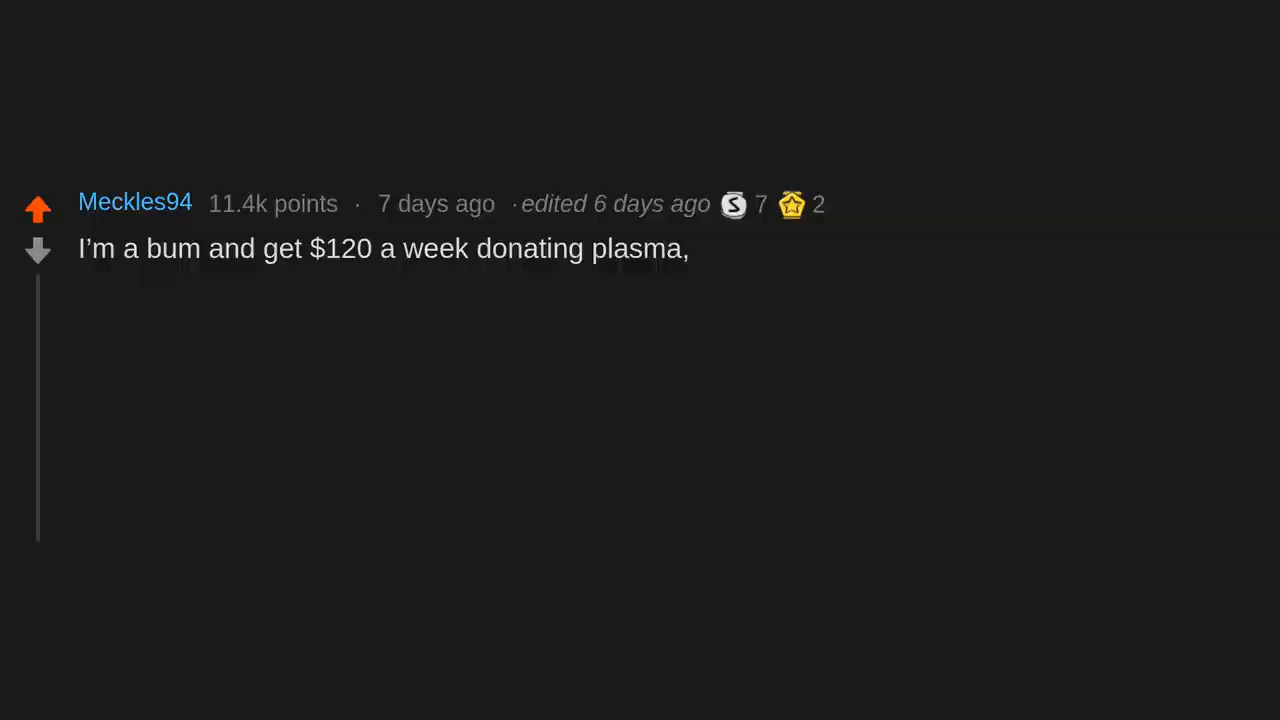 Meckles94 11.4k points · 7 days ago · edited 6 days ago S 7 2
I’m a bum and get $120 a week donating plasma,